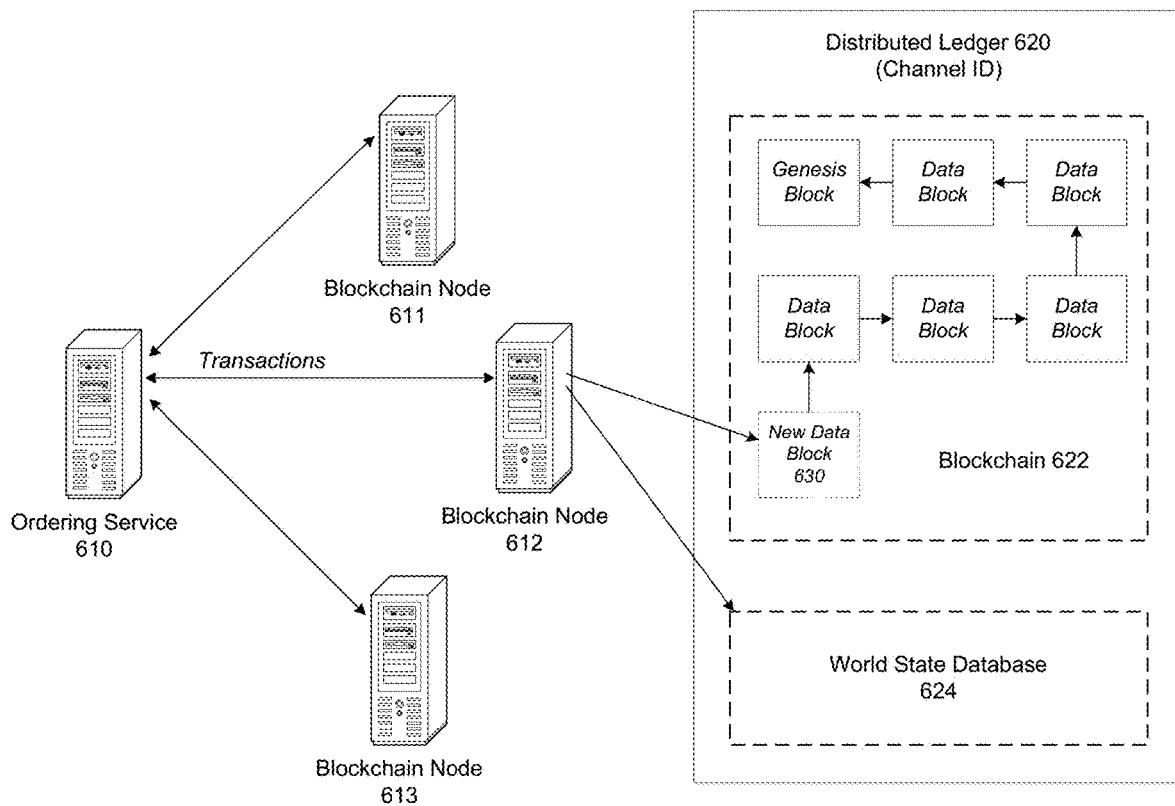 Distributed Ledger 620
(Channel ID)
Genesis
Block
Data
Block
Data
Block
Blockchain Node
611
Data
Block
Data
Block
Data
Block
Transactions
New Data
Block
630
Blockchain 622
Ordering Service
610
Blockchain Node
612
World State Database
624
Blockchain Node
613